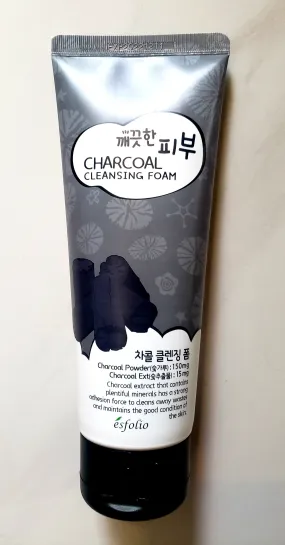 깨끗한 피부
CHARCOAL
CLEANSING FOAM
차콜 클렌징 폼
Charcoal Powder(숯가루) : 150mg
Charcoal Ext(숯추출물) : 15mg
Charcoal extract that contains
plentiful minerals has a strong
adhesion force to cleans away wastes
and maintains the good condition of
the skin.
esfolio